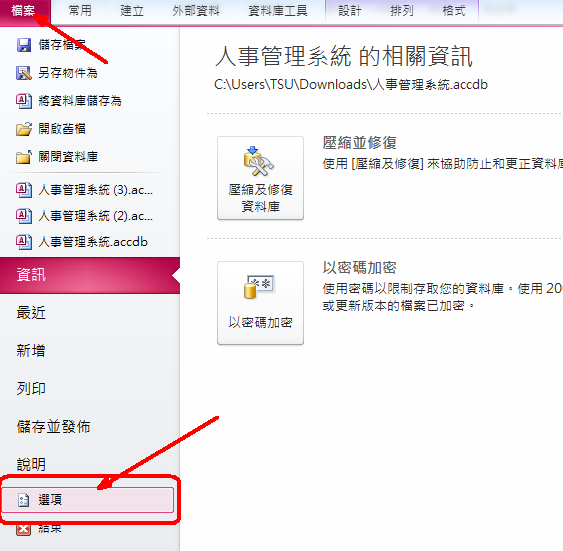 檔案 常用 建立 外部資料 資料庫工具 設計 排列 格式
儲存檔案
另存物件為
將資料庫儲存為
開啟舊檔
關閉資料庫
人事管理系統 (3).ac...
人事管理系統 (2).ac...
人事管理系統.accdb
資訊
最近
新增
列印
儲存並發佈
說明
選項
結束
人事管理系統 的相關資訊
C:\Users\TSU\Downloads\人事管理系統.accdb
壓縮及修復
資料庫
壓縮並修復
使用 [壓縮及修復] 來協助防止和更正資料庫
以密碼加密
以密碼加密
使用密碼以限制存取您的資料庫。使用 200
或更新版本的檔案已加密。